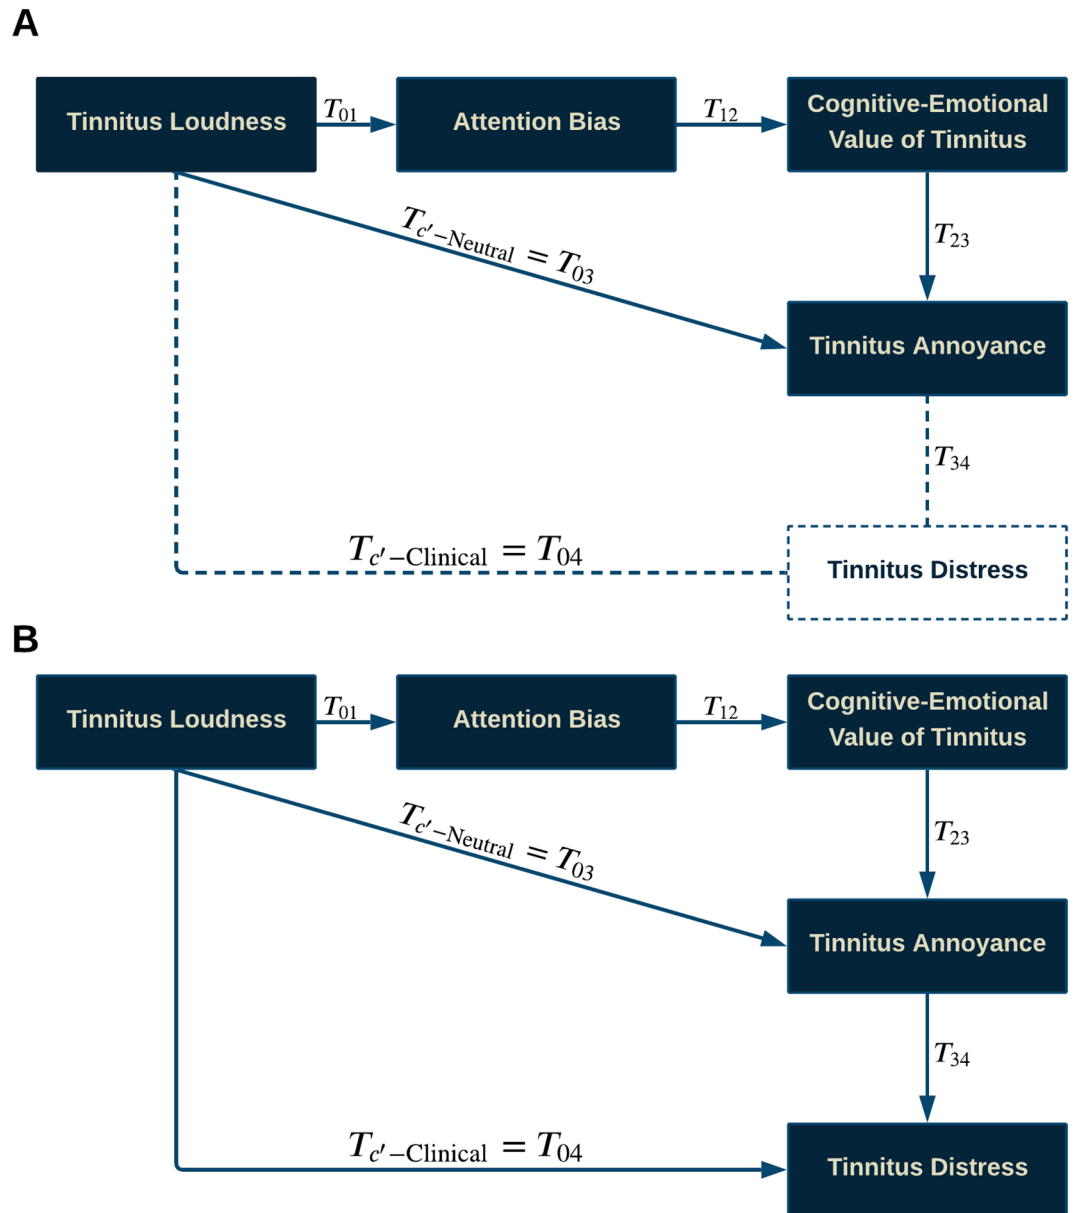 A
Tinnitus Loudness
T01
Attention Bias
T12
Cognitive-Emotional
Value of Tinnitus
Tc′−Neutral = T03
T23
Tinnitus Annoyance
T34
Tc′−Clinical = T04
Tinnitus Distress
B
Tinnitus Loudness
T01
Attention Bias
T12
Cognitive-Emotional
Value of Tinnitus
Tc′−Neutral = T03
T23
Tinnitus Annoyance
T34
Tc′−Clinical = T04
Tinnitus Distress